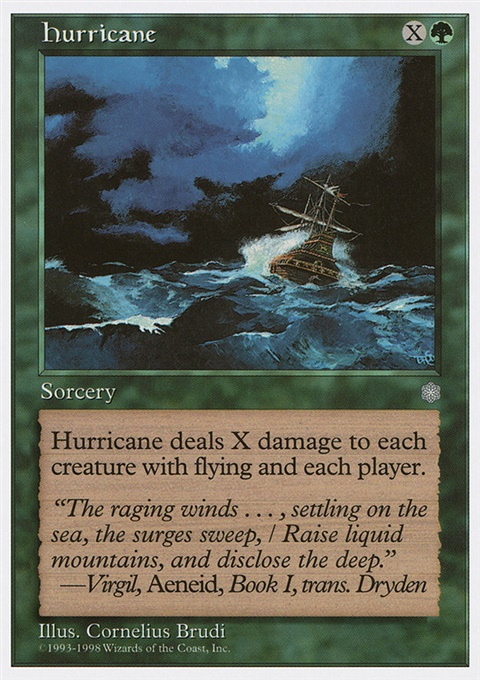 Hurricane X
Sorcery
Hurricane deals X damage to each
creature with flying and each player.
“The raging winds . . . , settling on the
sea, the surges sweep, / Raise liquid
mountains, and disclose the deep.”
—Virgil, Aeneid, Book I, trans. Dryden
Illus. Cornelius Brudi
©1993-1998 Wizards of the Coast, Inc.